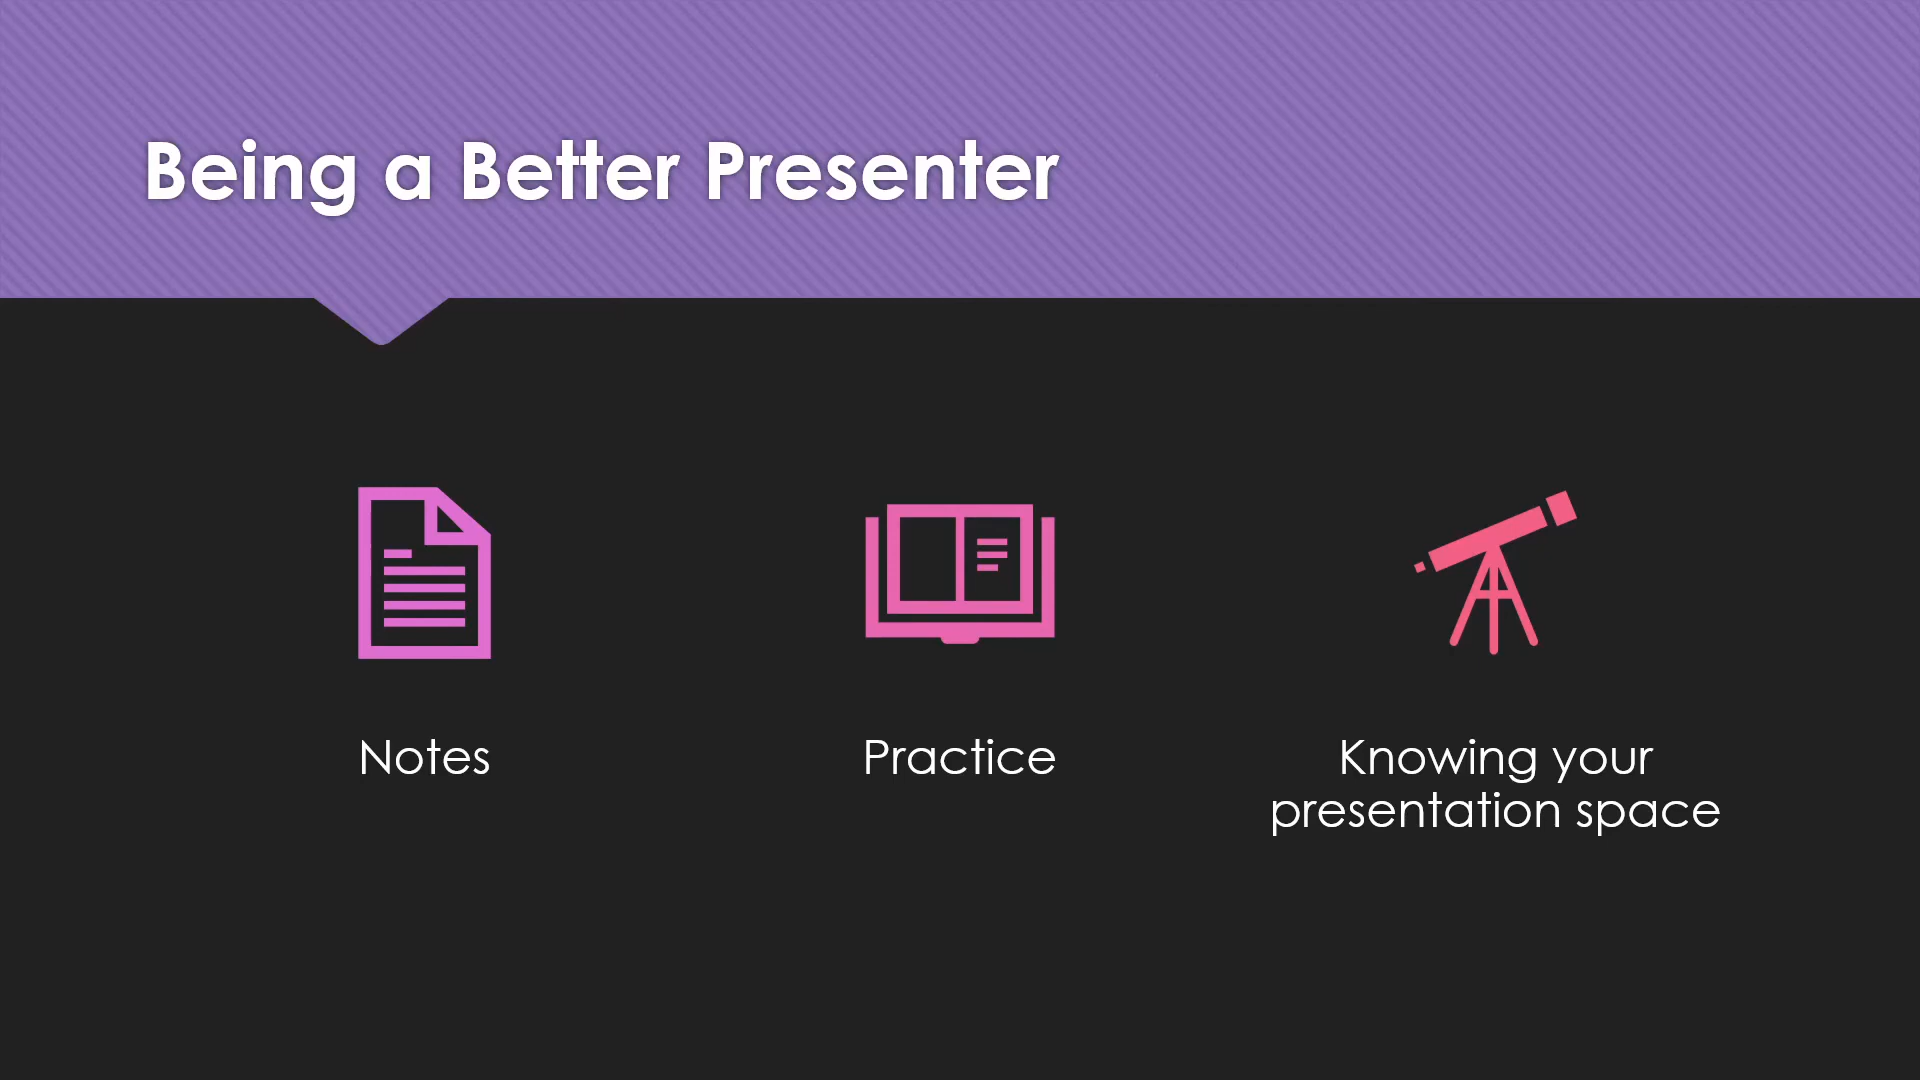 Being a Better Presenter
Notes
Practice
Knowing your
presentation space